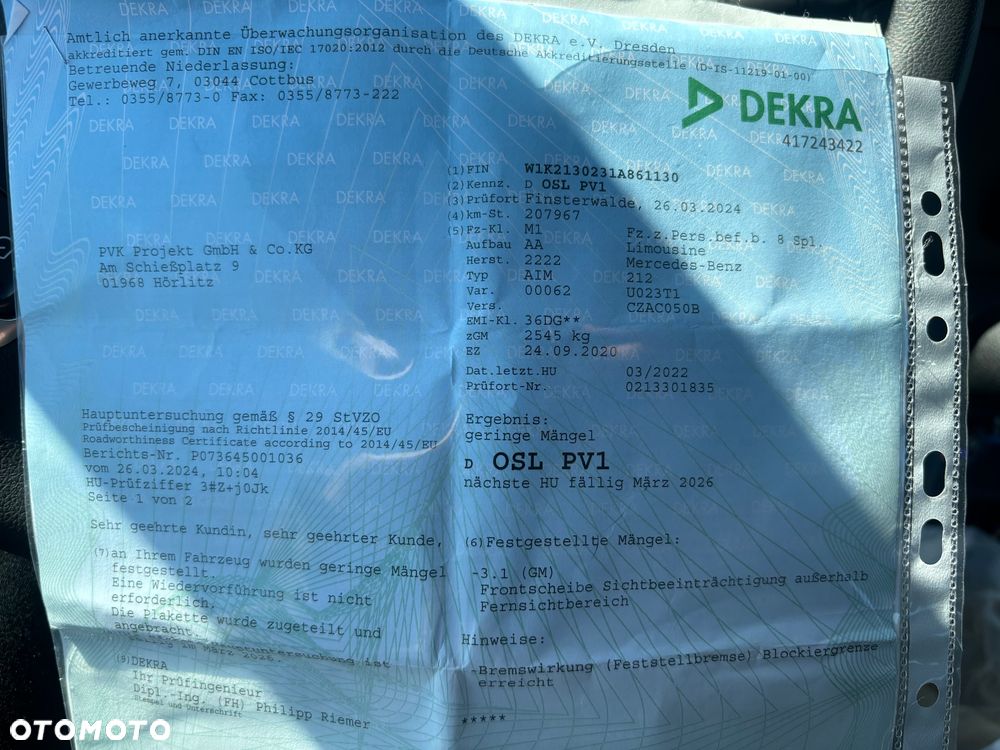 Amtlich anerkannte Überwachungsorganisation des DEKRA e.V. Dresden
akkreditiert gem. DIN EN ISO/IEC 17020:2012 durch die Deutsche Akkreditierungsstelle (D-IS-11219-01-00)
Betreuende Niederlassung:
Gewerbeweg 7, 03044 Cottbus
Tel.: 0355/8773-0 Fax: 0355/8773-222
DEKRA
417243422
(1) FIN W1K2130231A861130
(2) Kennz. D OSL PV1
(3) Prüfort Finsterwalde, 26.03.2024
(4) km-St. 207967
(5) Fz-Kl. M1 Fz.z.Pers.bef.b. 8 Spl.
Aufbau AA Limousine
Herst. 2222 Mercedes-Benz
Typ AIM 212
Var. 00062 U023T1
Vers. CZAC050B
EMI-Kl. 36DG**
zGM 2545 kg
EZ 24.09.2020
Dat.letzt.HU 03/2022
Prüfort-Nr. 0213301835
PVK Projekt GmbH & Co.KG
Am Schießplatz 9
01968 Hörlitz
Hauptuntersuchung gemäß § 29 StVZO
Prüfbescheinigung nach Richtlinie 2014/45/EU
Roadworthiness Certificate according to 2014/45/EU
Berichts-Nr. P073645001036
vom 26.03.2024, 10:04
HU-Prüfziffer 3#Z+j0Jk
Seite 1 von 2
Ergebnis:
geringe Mängel
D OSL PV1
nächste HU fällig März 2026
Sehr geehrte Kundin, sehr geehrter Kunde,
(7) an Ihrem Fahrzeug wurden geringe Mängel
festgestellt.
Eine Wiedervorführung ist nicht
erforderlich.
Die Plakette wurde zugeteilt und
angebracht.
Hauptuntersuchung ist
fällig im März 2026.
(8) DEKRA
Ihr Prüfingenieur
Dipl.-Ing. (FH) Philipp Riemer
Stempel und Unterschrift
(6) Festgestellte Mängel:
-3.1 (GM)
Frontscheibe Sichtbeeinträchtigung außerhalb
Fernsichtbereich
Hinweise:
-Bremswirkung (Feststellbremse) Blockiergrenze
erreicht
*****
OTOMOTO